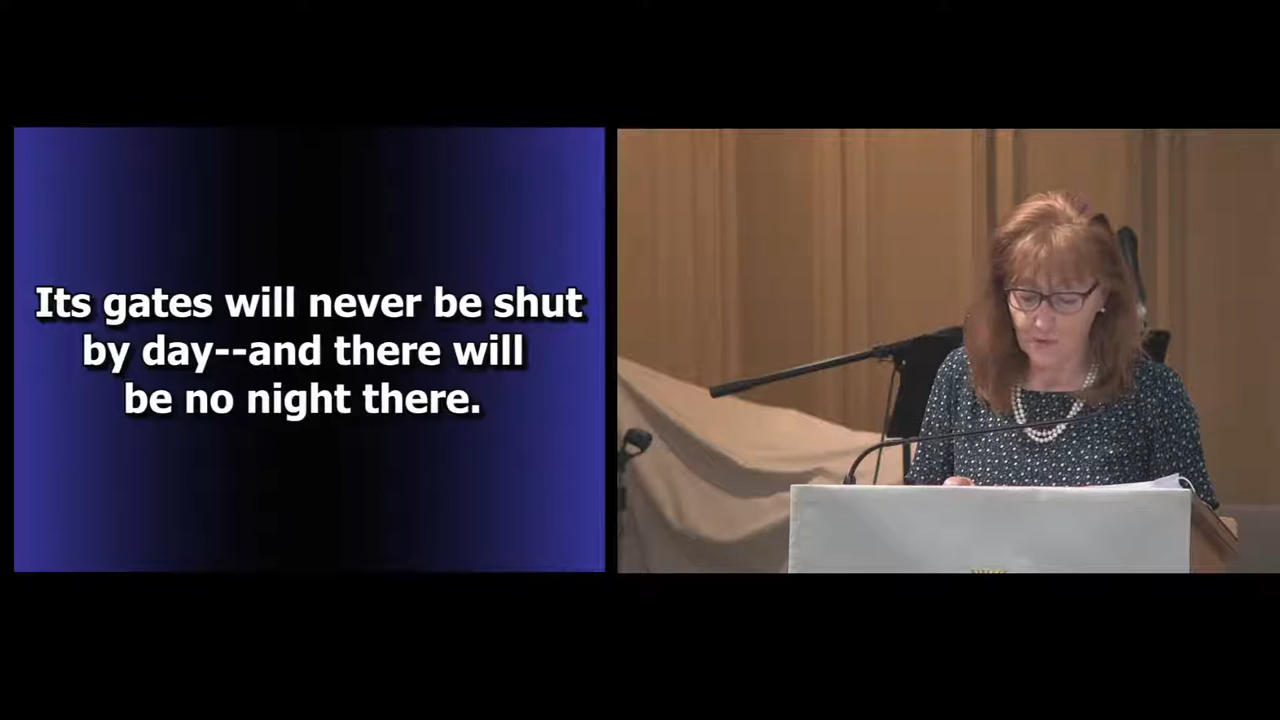 Its gates will never be shut
by day--and there will
be no night there.